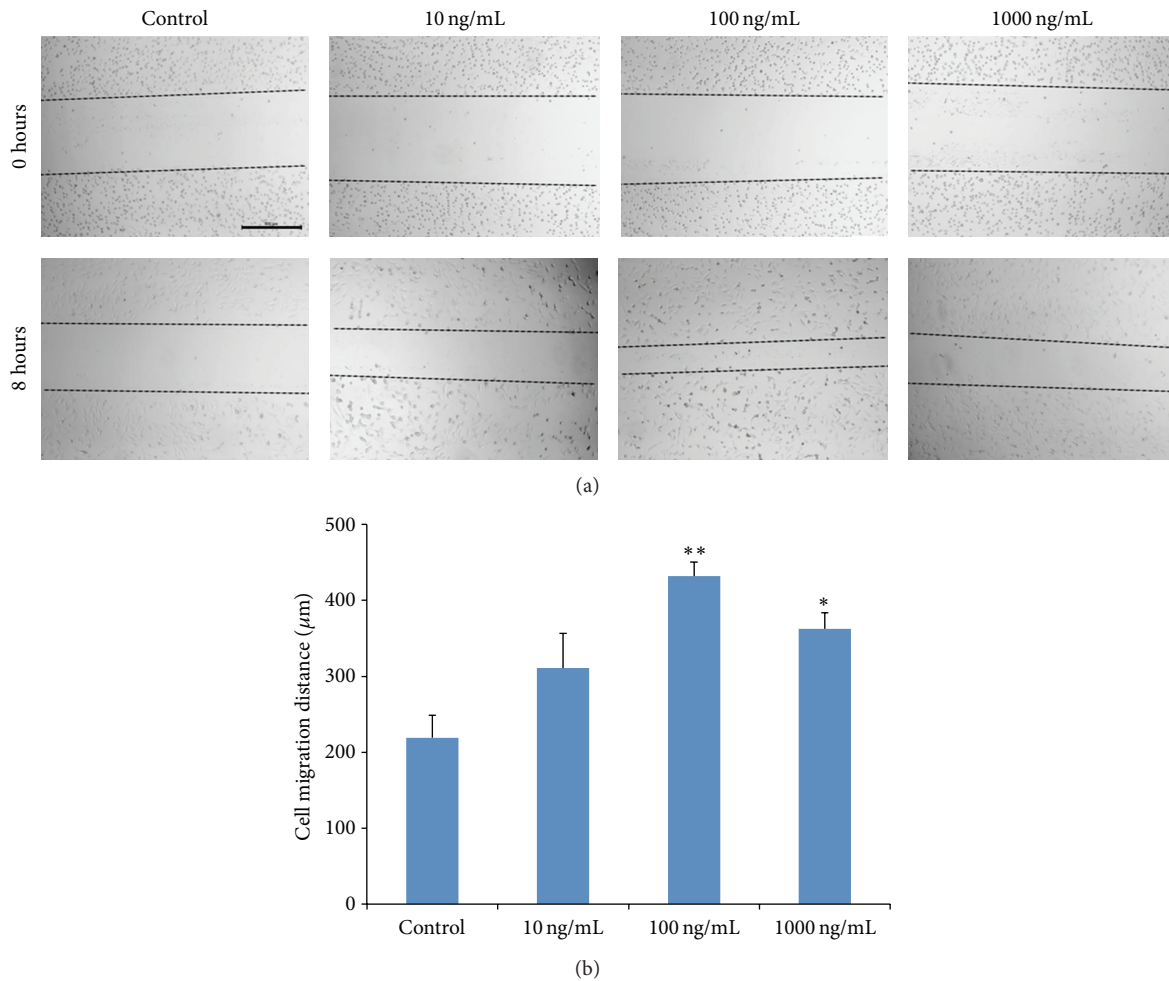 Control
10 ng/mL
100 ng/mL
1000 ng/mL
0 hours
8 hours
(a)
500
400
300
200
100
0
Cell migration distance (μm)
**
*
Control
10 ng/mL
100 ng/mL
1000 ng/mL
(b)